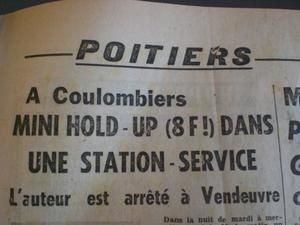 POITIERS
A Coulombiers
MINI HOLD-UP (8 F!) DANS
UNE STATION-SERVICE
L'auteur est arrêté à Vendeuvre
Dans la nuit de mardi à mer-